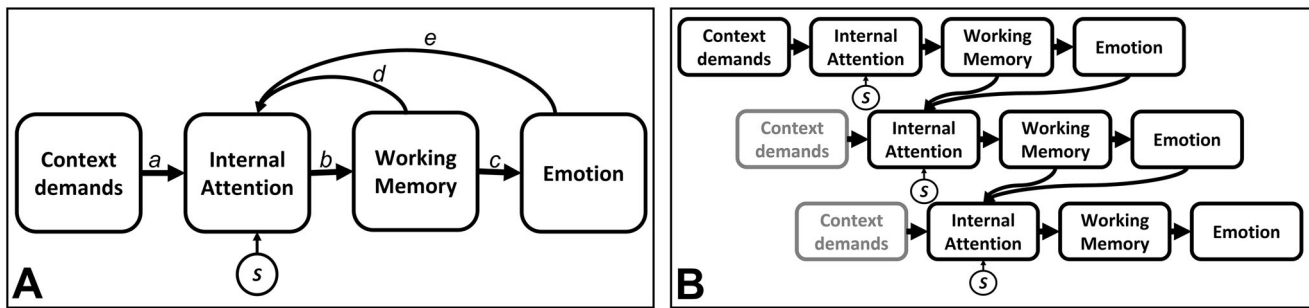 e
d
Context
demands
a
Internal
Attention
b
Working
Memory
c
Emotion
S
A
Context
demands
Internal
Attention
Working
Memory
Emotion
S
Context
demands
Internal
Attention
Working
Memory
Emotion
S
Context
demands
Internal
Attention
Working
Memory
Emotion
S
B